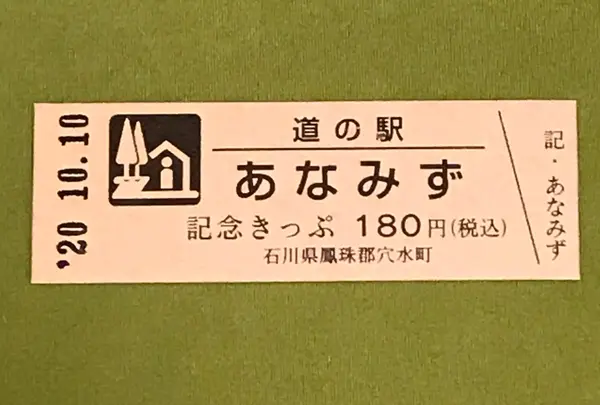 '20 10.10
道の駅
あなみず
記念きっぷ 180円(税込)
石川県鳳珠郡穴水町
記・あなみず